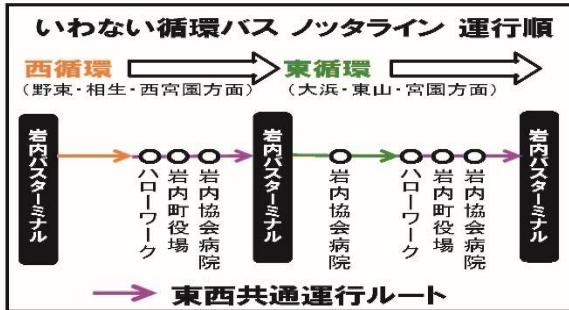 いわない循環バス ノッタライン 運行順
西循環
東循環
（野束・相生・西宮園方面）
（大浜・東山・宮園方面）
岩内バスターミナル
ハローワーク
岩内町役場
岩内協会病院
岩内バスターミナル
岩内協会病院
ハローワーク
岩内町役場
岩内協会病院
岩内バスターミナル
東西共通運行ルート